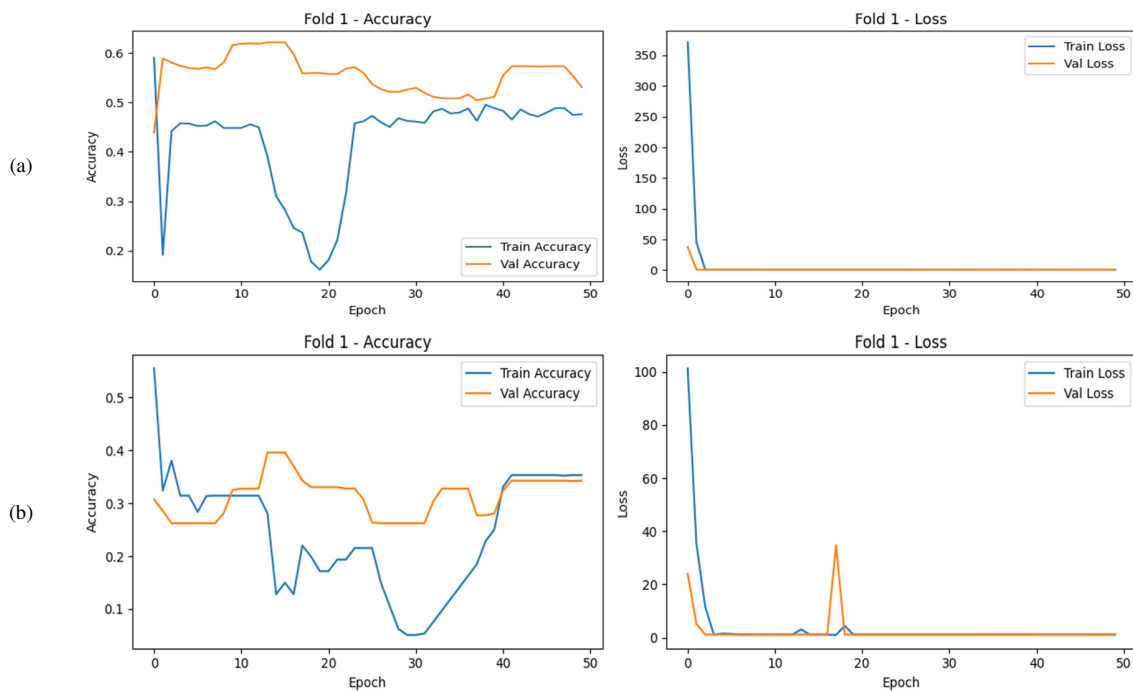 (a)
Fold 1 - Accuracy
Accuracy
0.6
0.5
0.4
0.3
0.2
Train Accuracy
Val Accuracy
0 10 20 30 40 50
Epoch
Fold 1 - Loss
Loss
350
300
250
200
150
100
50
0
Train Loss
Val Loss
0 10 20 30 40 50
Epoch
(b)
Fold 1 - Accuracy
Accuracy
0.5
0.4
0.3
0.2
0.1
Train Accuracy
Val Accuracy
0 10 20 30 40 50
Epoch
Fold 1 - Loss
Loss
100
80
60
40
20
0
Train Loss
Val Loss
0 10 20 30 40 50
Epoch